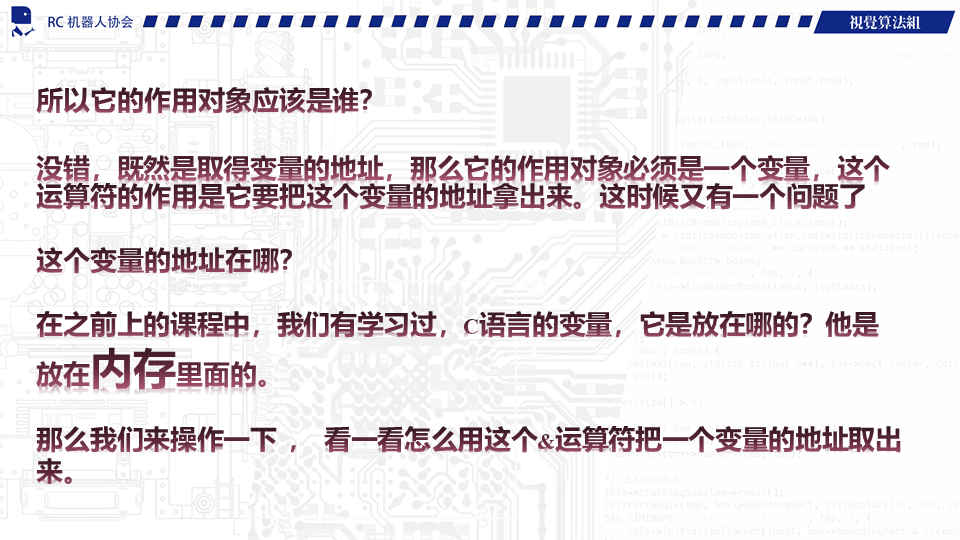 RC 机器人协会
視覺算法組
所以它的作用对象应该是谁？
没错，既然是取得变量的地址，那么它的作用对象必须是一个变量，这个
运算符的作用是它要把这个变量的地址拿出来。这时候又有一个问题了
这个变量的地址在哪？
在之前上的课程中，我们有学习过，C语言的变量，它是放在哪的？他是
放在内存里面的。
那么我们来操作一下 ， 看一看怎么用这个&运算符把一个变量的地址取出
来。